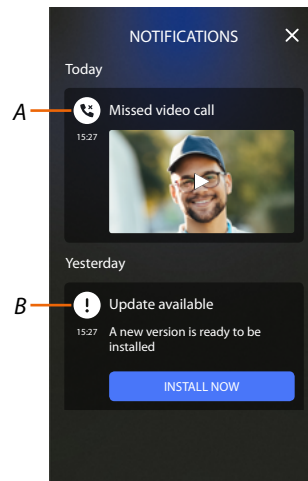 NOTIFICATIONS
Today
A
Missed video call
15:27
Yesterday
B
Update available
15:27
A new version is ready to be
installed
INSTALL NOW